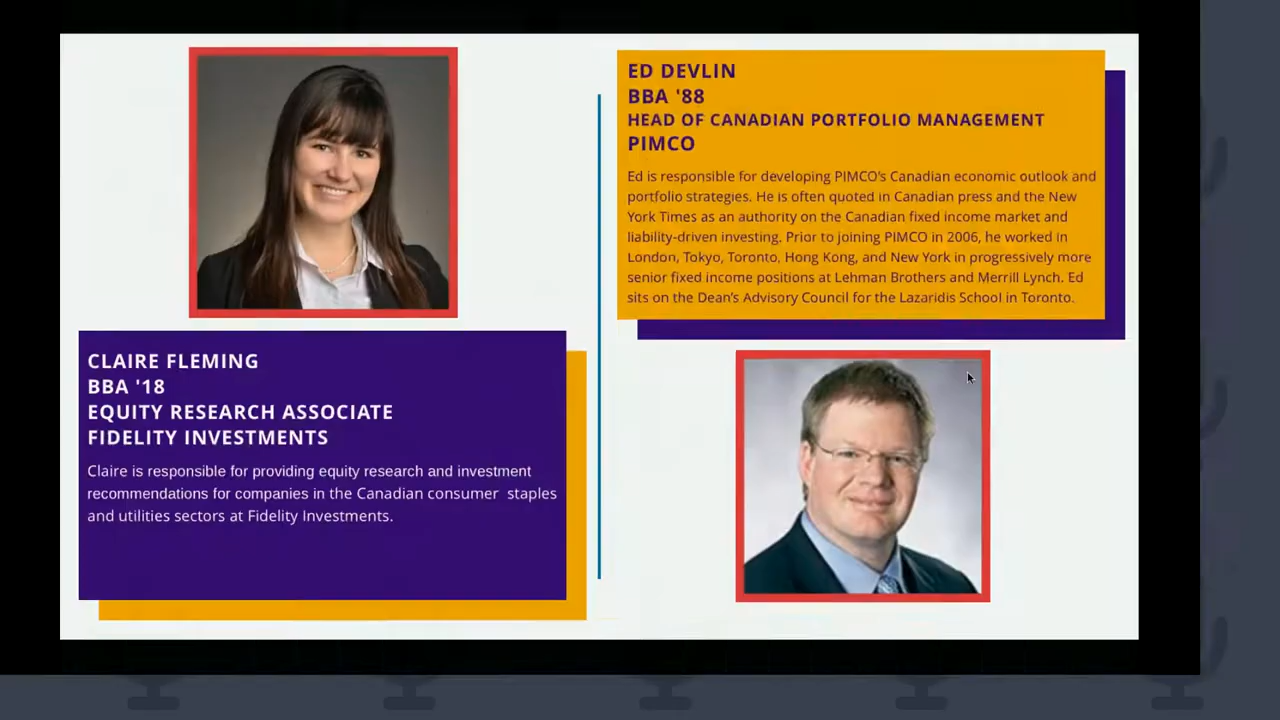 CLAIRE FLEMING
BBA '18
EQUITY RESEARCH ASSOCIATE
FIDELITY INVESTMENTS
Claire is responsible for providing equity research and investment
recommendations for companies in the Canadian consumer staples
and utilities sectors at Fidelity Investments.
ED DEVLIN
BBA '88
HEAD OF CANADIAN PORTFOLIO MANAGEMENT
PIMCO
Ed is responsible for developing PIMCO's Canadian economic outlook and
portfolio strategies. He is often quoted in Canadian press and the New
York Times as an authority on the Canadian fixed income market and
liability-driven investing. Prior to joining PIMCO in 2006, he worked in
London, Tokyo, Toronto, Hong Kong, and New York in progressively more
senior fixed income positions at Lehman Brothers and Merrill Lynch. Ed
sits on the Dean's Advisory Council for the Lazaridis School in Toronto.